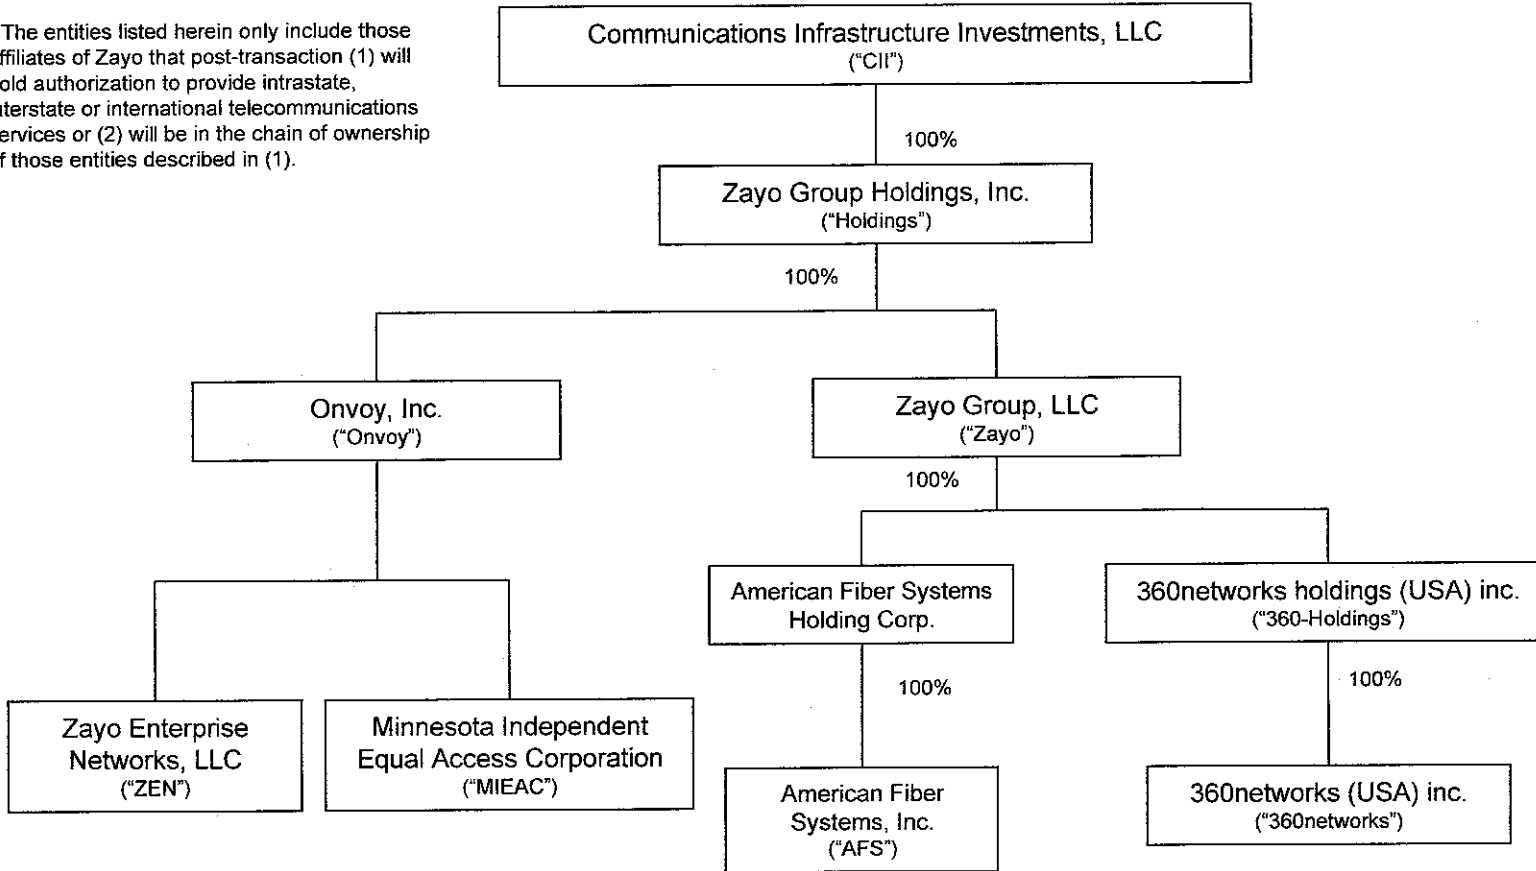 The entities listed herein only include those
ffiliates of Zayo that post-transaction (1) will
old authorization to provide intrastate,
nterstate or international telecommunications
ervices or (2) will be in the chain of ownership
f those entities described in (1).
Communications Infrastructure Investments, LLC
("CII")
100%
Zayo Group Holdings, Inc.
("Holdings")
100%
Onvoy, Inc.
("Onvoy")
Zayo Group, LLC
("Zayo")
100%
American Fiber Systems
Holding Corp.
360networks holdings (USA) inc.
("360-Holdings")
100%
100%
Zayo Enterprise
Networks, LLC
("ZEN")
Minnesota Independent
Equal Access Corporation
("MIEAC")
American Fiber
Systems, Inc.
("AFS")
360networks (USA) inc.
("360networks")